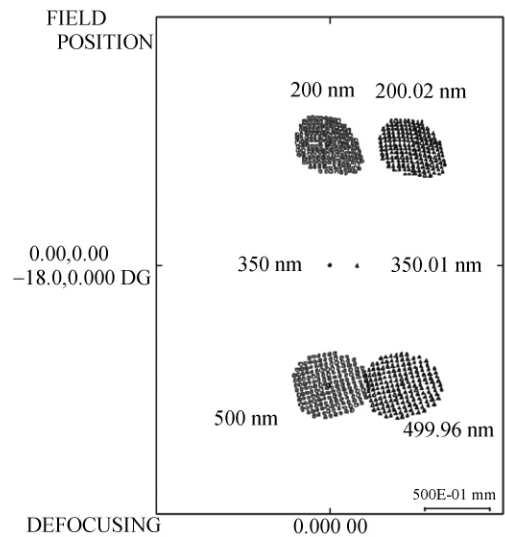 FIELD
POSITION
200 nm 200.02 nm
0.00,0.00
−18.0,0.000 DG
350 nm 350.01 nm
500 nm
499.96 nm
500E-01 mm
DEFOCUSING 0.000 00